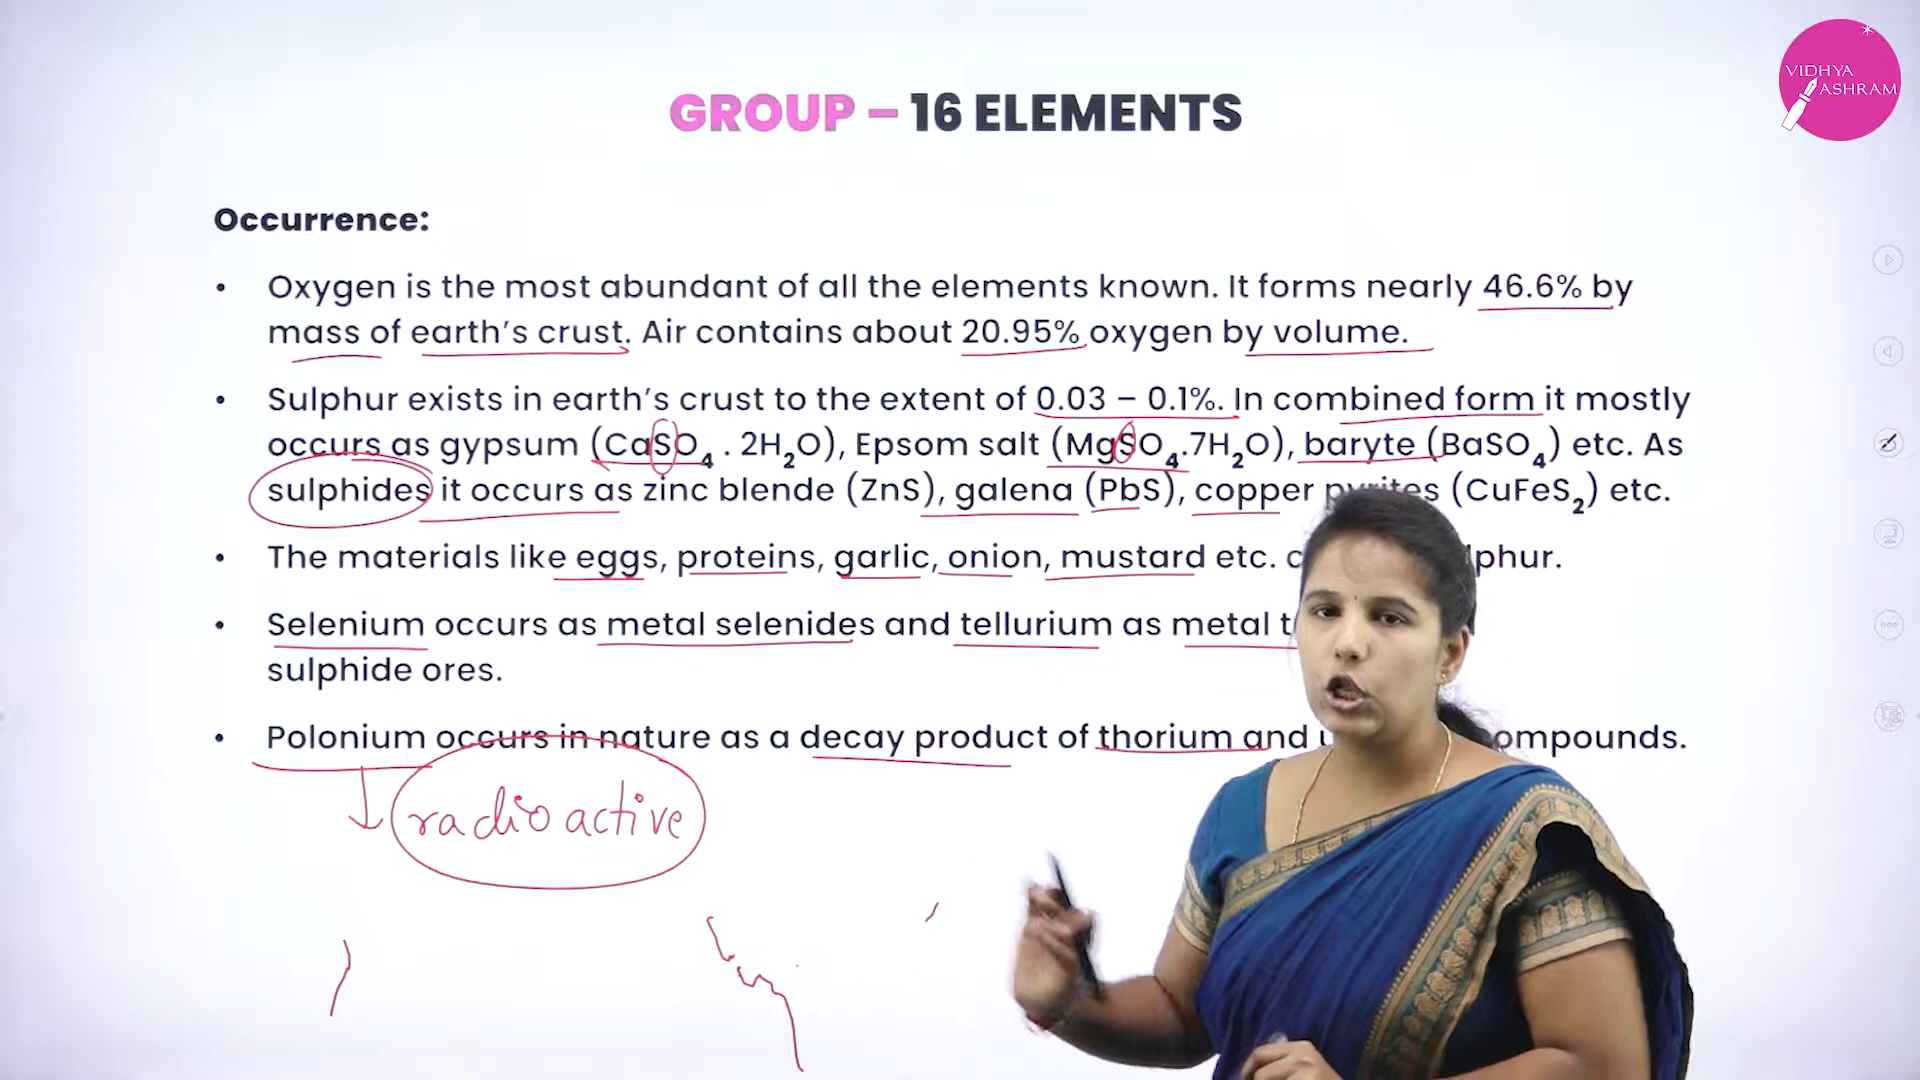 VIDHYA
ASHRAM
GROUP – 16 ELEMENTS
Occurrence:
• Oxygen is the most abundant of all the elements known. It forms nearly 46.6% by
mass of earth's crust. Air contains about 20.95% oxygen by volume.
• Sulphur exists in earth's crust to the extent of 0.03 – 0.1%. In combined form it mostly
occurs as gypsum (CaSO₄ . 2H₂O), Epsom salt (MgSO₄.7H₂O), baryte (BaSO₄) etc. As
sulphides it occurs as zinc blende (ZnS), galena (PbS), copper pyrites (CuFeS₂) etc.
• The materials like eggs, proteins, garlic, onion, mustard etc.
• Selenium occurs as metal selenides and tellurium as metal
sulphide ores.
• Polonium occurs in nature as a decay product of thorium and
radioactive